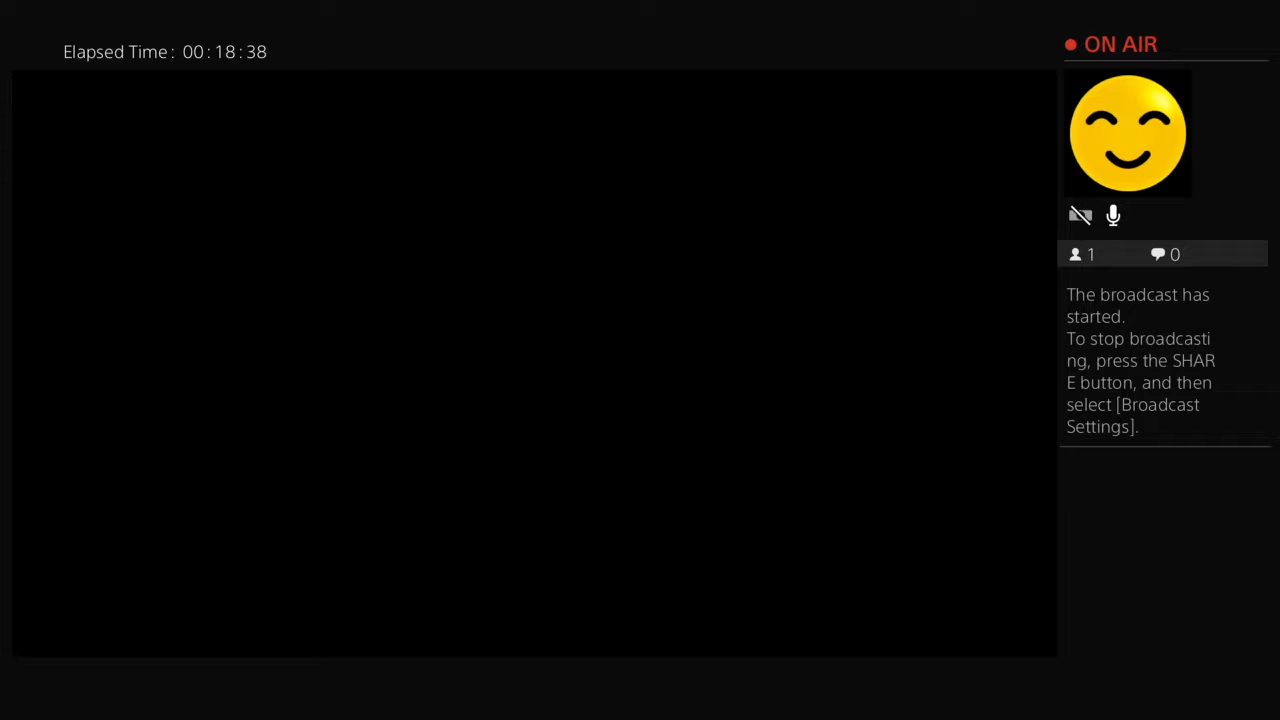 Elapsed Time: 00:18:38
ON AIR
1 0
The broadcast has
started.
To stop broadcasti
ng, press the SHAR
E button, and then
select [Broadcast
Settings].